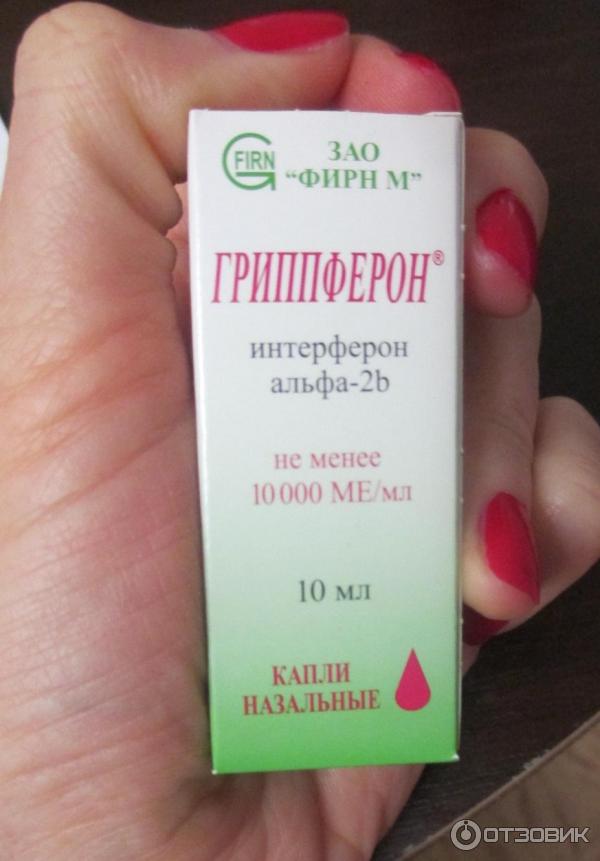 FIRN
ЗАО
“ФИРН М”
ГРИППФЕРОН®
интерферон
альфа-2b
не менее
10 000 МЕ/мл
10 мл
КАПЛИ
НАЗАЛЬНЫЕ
ОТЗОВИК